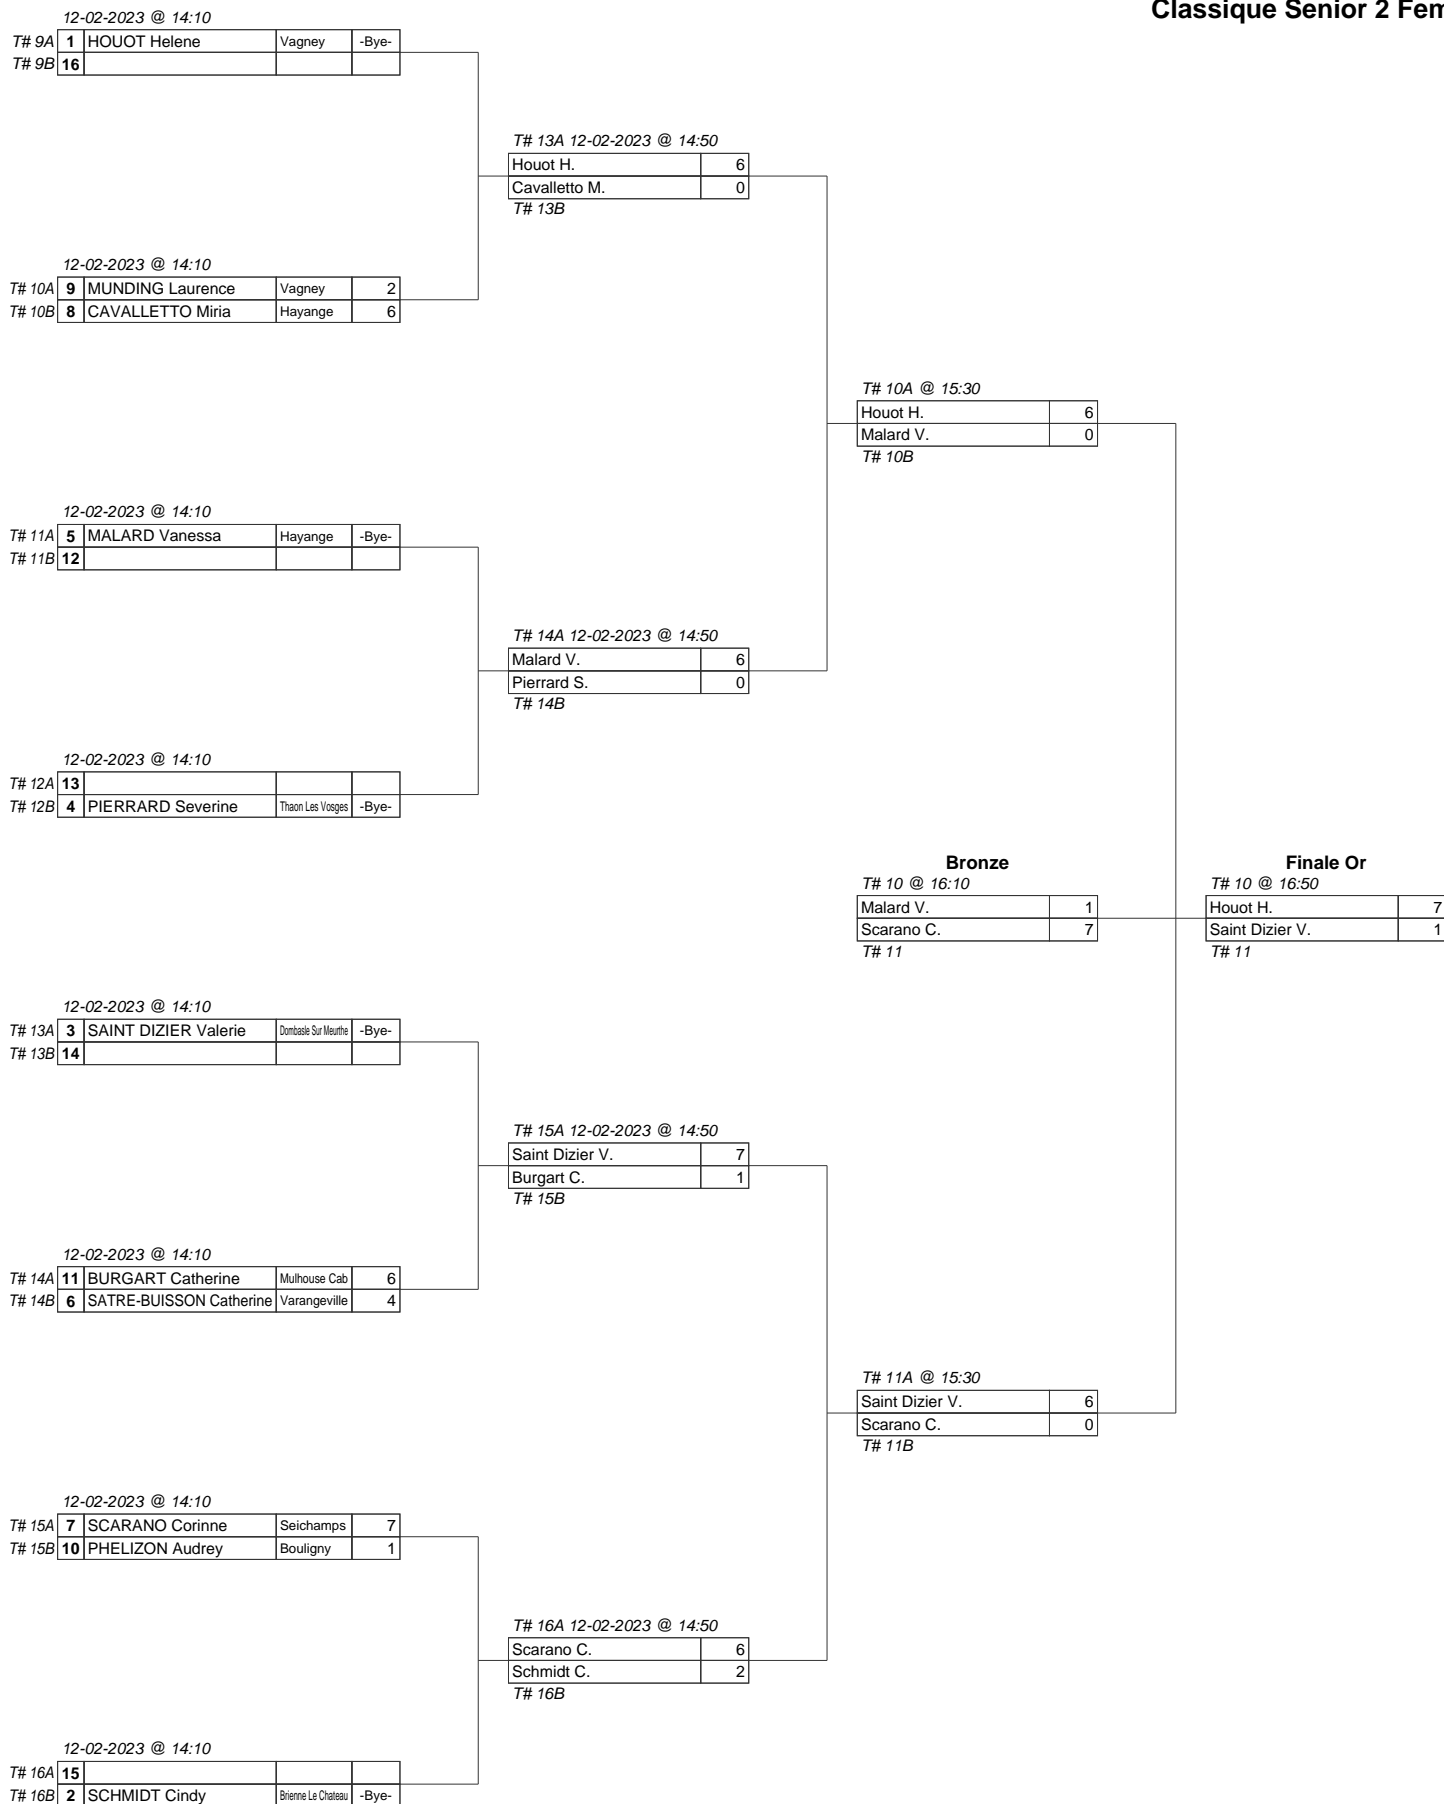 Classique Senior 2 Fem
12-02-2023 @ 14:10
T# 9A 1 HOUOT Helene Vagney -Bye-
T# 9B 16
T# 13A 12-02-2023 @ 14:50
Houot H. 6
Cavalletto M. 0
T# 13B
12-02-2023 @ 14:10
T# 10A 9 MUNDING Laurence Vagney 2
T# 10B 8 CAVALLETTO Miria Hayange 6
T# 10A @ 15:30
Houot H. 6
Malard V. 0
T# 10B
12-02-2023 @ 14:10
T# 11A 5 MALARD Vanessa Hayange -Bye-
T# 11B 12
T# 14A 12-02-2023 @ 14:50
Malard V. 6
Pierrard S. 0
T# 14B
12-02-2023 @ 14:10
T# 12A 13
T# 12B 4 PIERRARD Severine Thaon Les Vosges -Bye-
Bronze
T# 10 @ 16:10
Malard V. 1
Scarano C. 7
T# 11
Finale Or
T# 10 @ 16:50
Houot H. 7
Saint Dizier V. 1
T# 11
12-02-2023 @ 14:10
T# 13A 3 SAINT DIZIER Valerie Dombasle Sur Meurthe -Bye-
T# 13B 14
T# 15A 12-02-2023 @ 14:50
Saint Dizier V. 7
Burgart C. 1
T# 15B
12-02-2023 @ 14:10
T# 14A 11 BURGART Catherine Mulhouse Cab 6
T# 14B 6 SATRE-BUISSON Catherine Varangeville 4
T# 11A @ 15:30
Saint Dizier V. 6
Scarano C. 0
T# 11B
12-02-2023 @ 14:10
T# 15A 7 SCARANO Corinne Seichamps 7
T# 15B 10 PHELIZON Audrey Bouligny 1
T# 16A 12-02-2023 @ 14:50
Scarano C. 6
Schmidt C. 2
T# 16B
12-02-2023 @ 14:10
T# 16A 15
T# 16B 2 SCHMIDT Cindy Brienne Le Chateau -Bye-